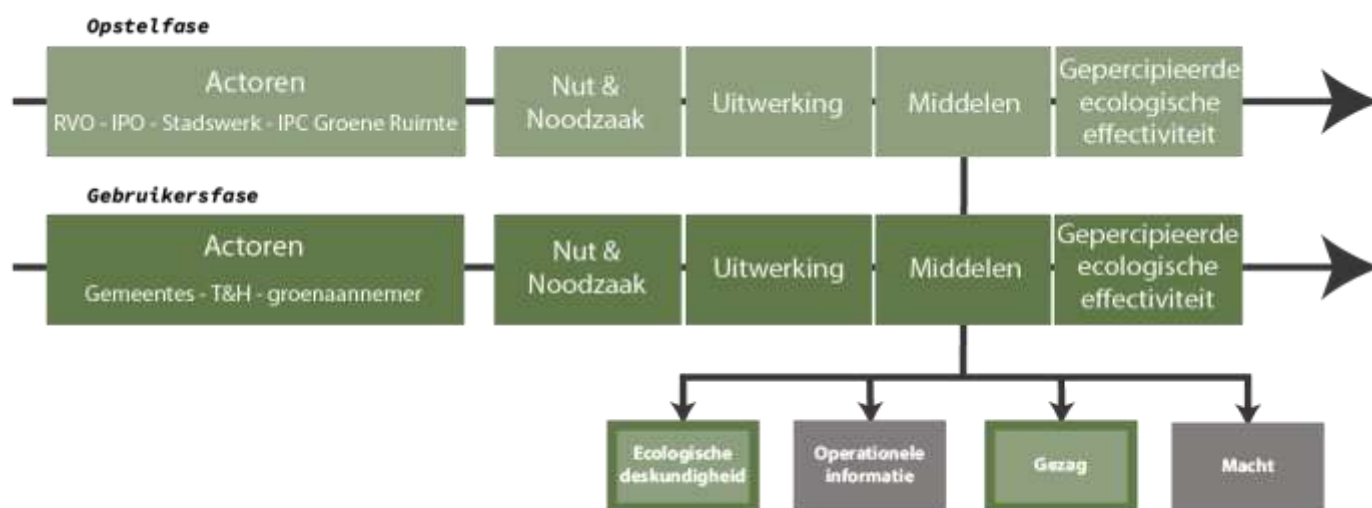 Opstelfase
Actoren
RVO - IPO - Stadswerk - IPC Groene Ruimte
Nut &
Noodzaak
Uitwerking
Middelen
Gepercipieerde
ecologische
effectiviteit
Gebruikersfase
Actoren
Gemeentes - T&H - groenaannemer
Nut &
Noodzaak
Uitwerking
Middelen
Gepercipieerde
ecologische
effectiviteit
Ecologische
deskundigheid
Operationele
informatie
Gezag
Macht